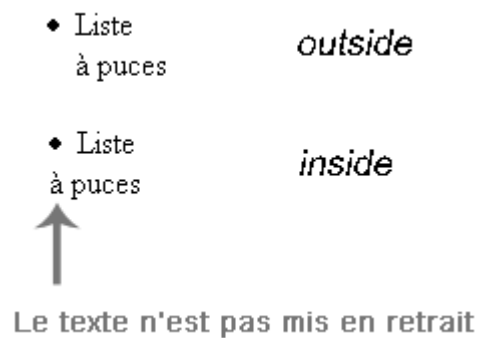 • Liste
à puces
outside
• Liste
à puces
inside
Le texte n'est pas mis en retrait